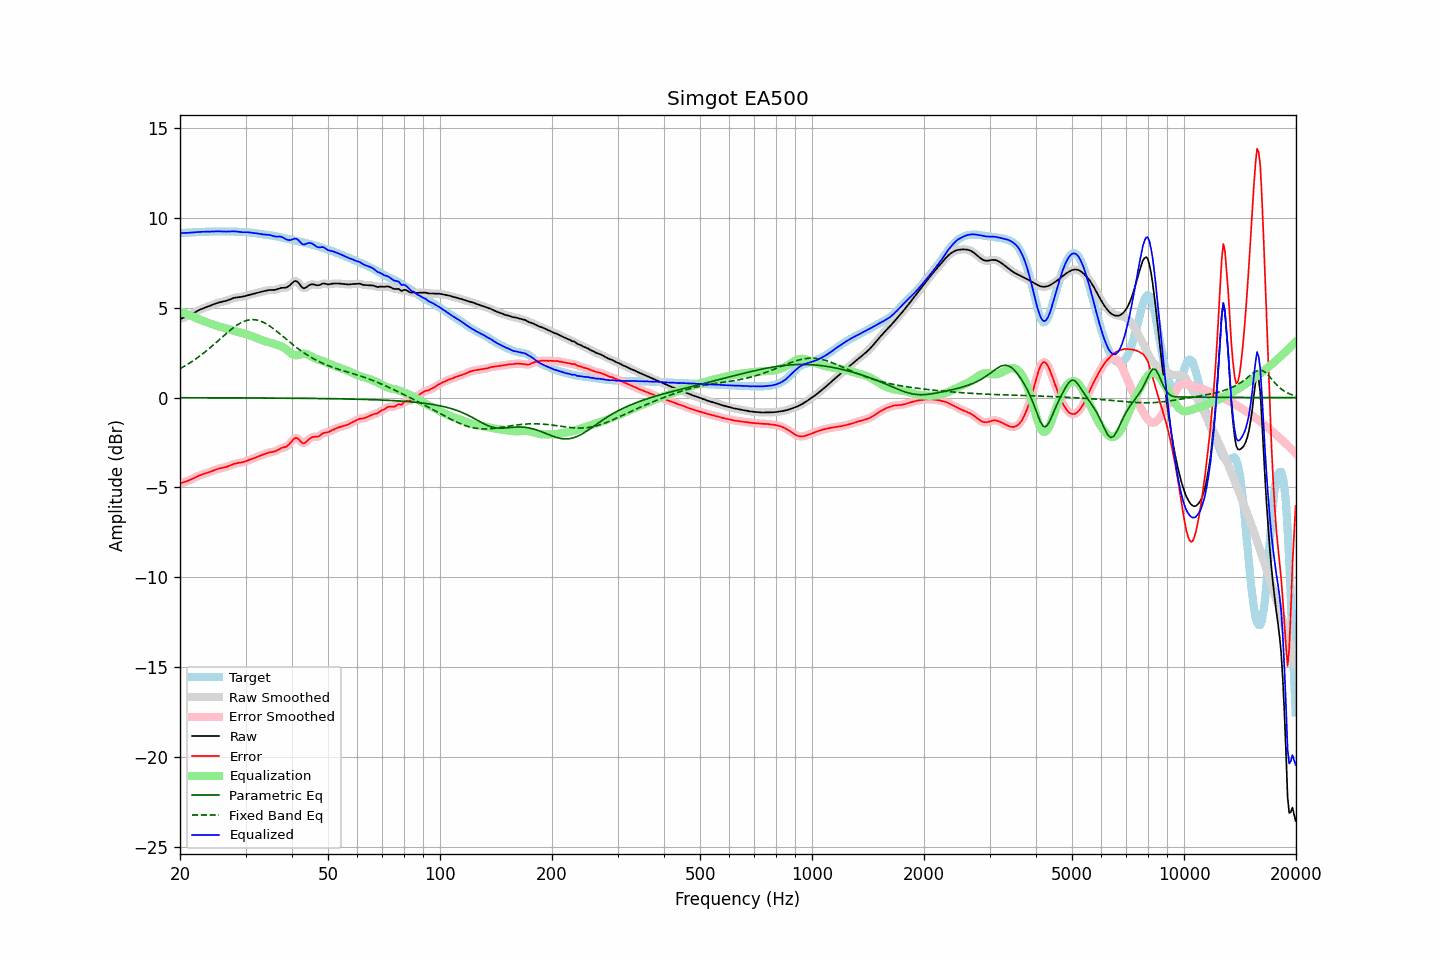 Simgot EA500
Amplitude (dBr)
15
10
5
0
−5
−10
−15
−20
−25
Target
Raw Smoothed
Error Smoothed
Raw
Error
Equalization
Parametric Eq
Fixed Band Eq
Equalized
20
50
100
200
500
1000
2000
5000
10000
20000
Frequency (Hz)